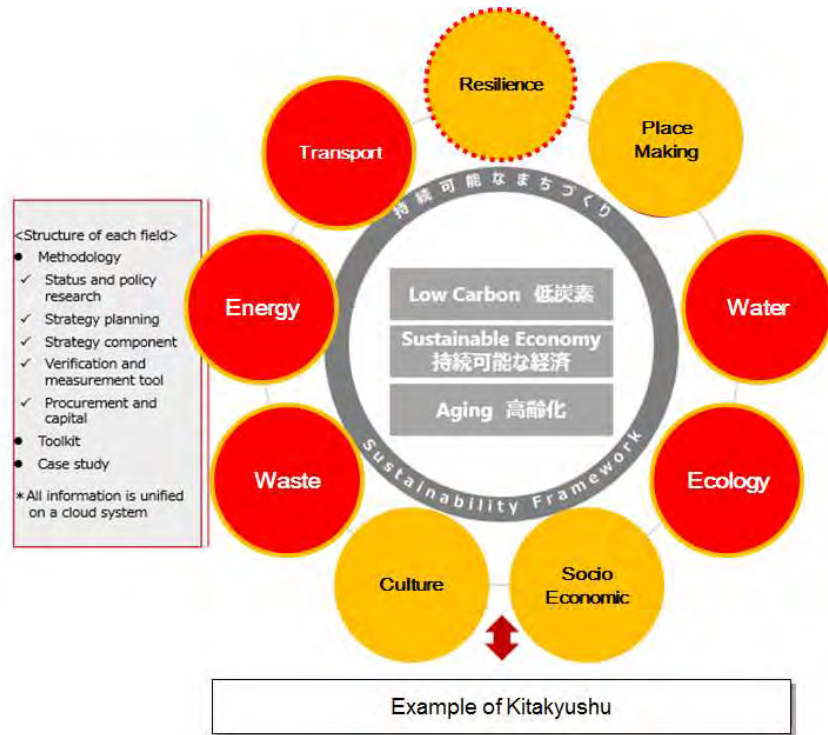 Resilience
Place
Making
Transport
持続可能なまちづくり
<Structure of each field>
● Methodology
✓ Status and policy
research
✓ Strategy planning
✓ Strategy component
✓ Verification and
measurement tool
✓ Procurement and
capital
● Toolkit
● Case study
＊All information is unified
on a cloud system
Energy
Low Carbon 低炭素
Sustainable Economy
持続可能な経済
Aging 高齢化
Water
Waste
Ecology
Sustainability Framework
Culture
Socio
Economic
Example of Kitakyushu